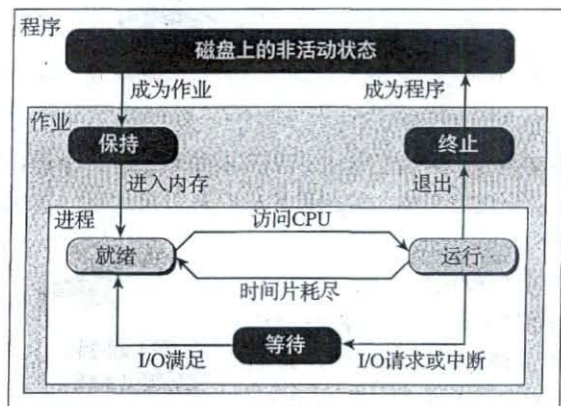 程序
磁盘上的非活动状态
成为作业
成为程序
作业
保持
终止
进入内存
退出
进程
访问CPU
就绪
运行
时间片耗尽
等待
I/O满足
I/O请求或中断